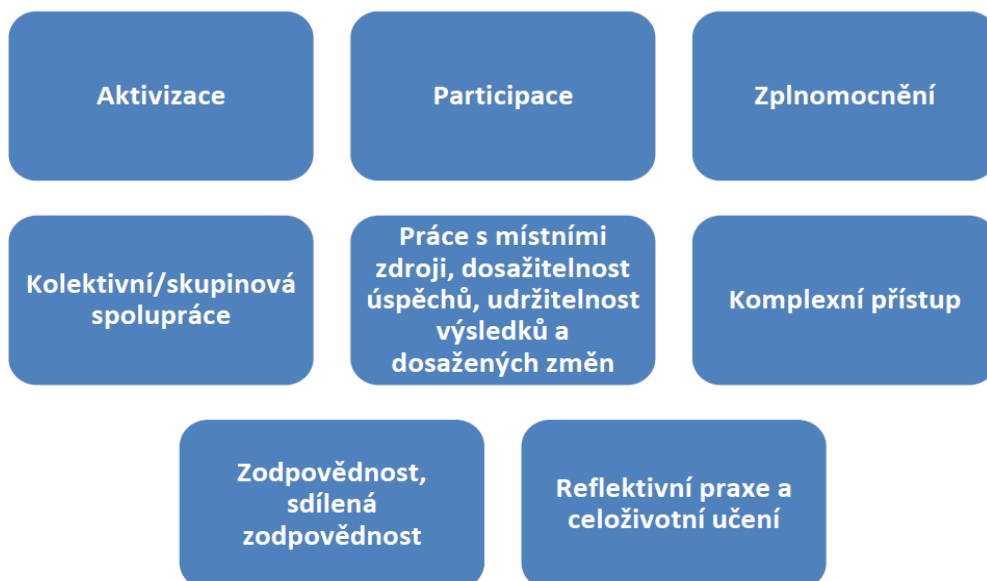 Aktivizace
Participace
Zplnomocnění
Kolektivní/skupinová
spolupráce
Práce s místními
zdroji, dosažitelnost
úspěchů, udržitelnost
výsledků a
dosažených změn
Komplexní přístup
Zodpovědnost,
sdílená
zodpovědnost
Reflektivní praxe a
celoživotní učení